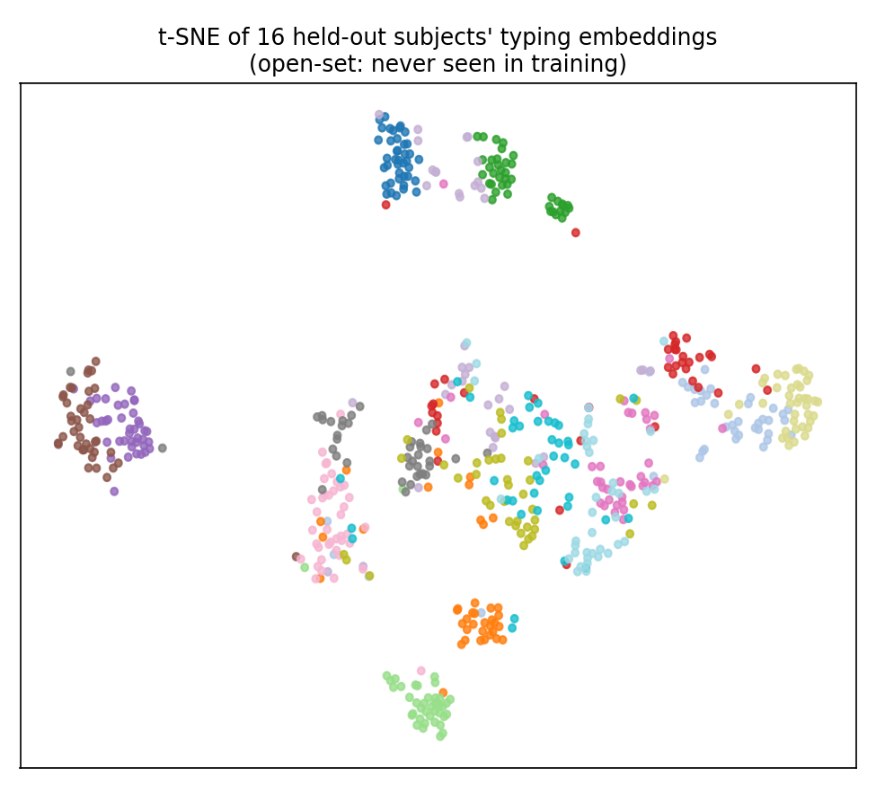 t-SNE of 16 held-out subjects' typing embeddings
(open-set: never seen in training)